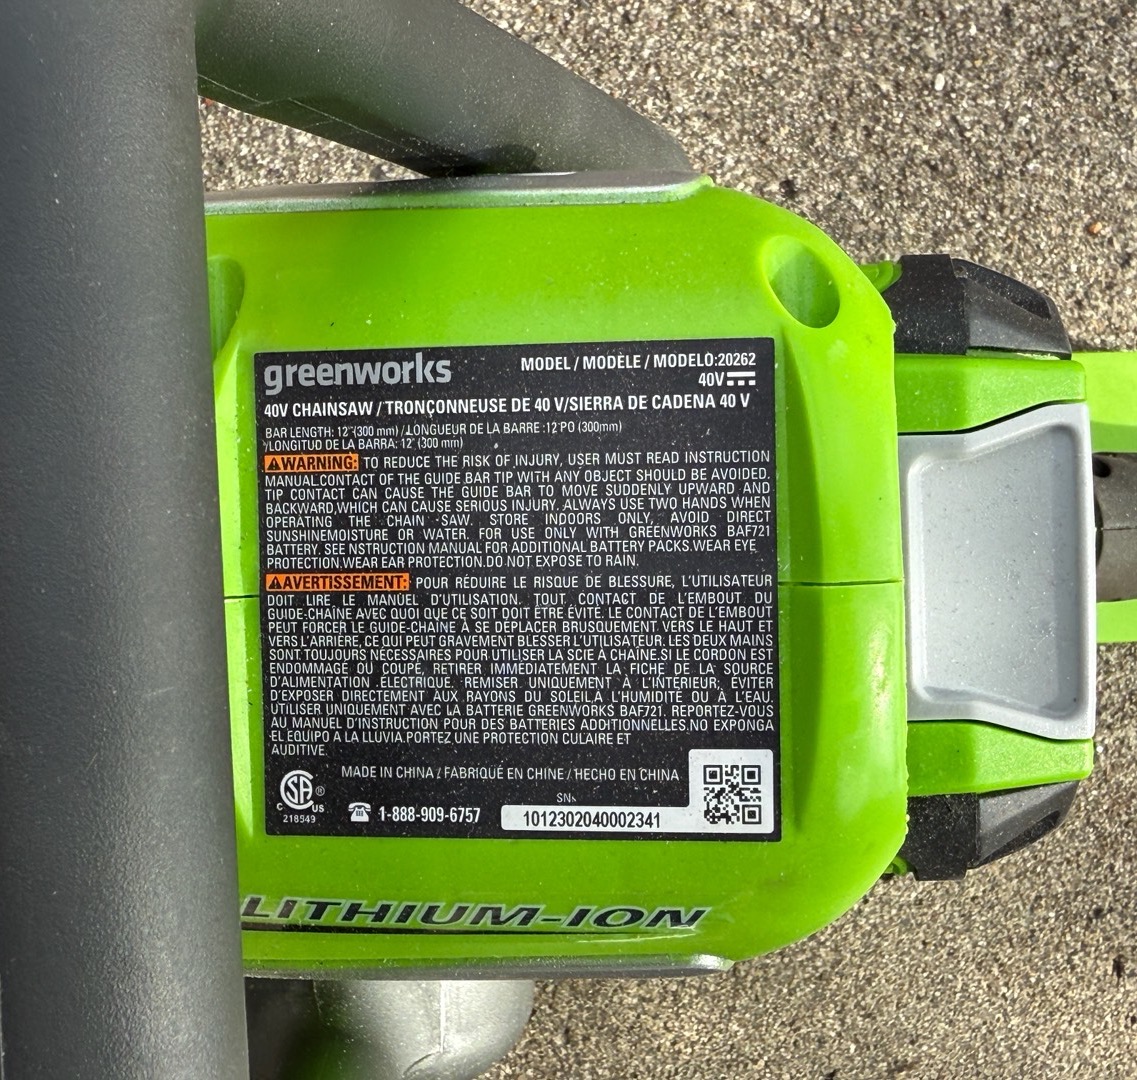 greenworks
MODEL / MODÈLE / MODELO:20262
40V
40V CHAINSAW / TRONÇONNEUSE DE 40 V/SIERRA DE CADENA 40 V
BAR LENGTH: 12"(300 mm) / LONGUEUR DE LA BARRE :12 PO (300mm)
/LONGITUD DE LA BARRA: 12" (300 mm)
WARNING: TO REDUCE THE RISK OF INJURY, USER MUST READ INSTRUCTION
MANUAL.CONTACT OF THE GUIDE BAR TIP WITH ANY OBJECT SHOULD BE AVOIDED.
TIP CONTACT CAN CAUSE THE GUIDE BAR TO MOVE SUDDENLY UPWARD AND
BACKWARD,WHICH CAN CAUSE SERIOUS INJURY. ALWAYS USE TWO HANDS WHEN
OPERATING THE CHAIN SAW. STORE INDOORS ONLY, AVOID DIRECT
SUNSHINEMOISTURE OR WATER. FOR USE ONLY WITH GREENWORKS BAF721
BATTERY. SEE NSTRUCTION MANUAL FOR ADDITIONAL BATTERY PACKS.WEAR EYE
PROTECTION.WEAR EAR PROTECTION.DO NOT EXPOSE TO RAIN.
AVERTISSEMENT: POUR RÉDUIRE LE RISQUE DE BLESSURE, L'UTILISATEUR
DOIT LIRE LE MANUEL D'UTILISATION. TOUT CONTACT DE L'EMBOUT DU
GUIDE-CHAÎNE AVEC QUOI QUE CE SOIT DOIT ÊTRE ÉVITÉ. LE CONTACT DE L'EMBOUT
PEUT FORCER LE GUIDE-CHAÎNE À SE DÉPLACER BRUSQUEMENT VERS LE HAUT ET
VERS L'ARRIÈRE, CE QUI PEUT GRAVEMENT BLESSER L'UTILISATEUR. LES DEUX MAINS
SONT TOUJOURS NÉCESSAIRES POUR UTILISER LA SCIE À CHAÎNE.SI LE CORDON EST
ENDOMMAGÉ OU COUPÉ, RETIRER IMMÉDIATEMENT LA FICHE DE LA SOURCE
D'ALIMENTATION .ÉLECTRIQUE. REMISER UNIQUEMENT À L'INTÉRIEUR, ÉVITER
D'EXPOSER DIRECTEMENT AUX RAYONS DU SOLEIL,À L'HUMIDITÉ OU À L'EAU.
UTILISER UNIQUEMENT AVEC LA BATTERIE GREENWORKS BAF721. REPORTEZ-VOUS
AU MANUEL D'INSTRUCTION POUR DES BATTERIES ADDITIONNELLES.NO EXPONGA
EL EQUIPO A LA LLUVIA.PORTEZ UNE PROTECTION CULAIRE ET
AUDITIVE.
MADE IN CHINA / FABRIQUÉ EN CHINE / HECHO EN CHINA
C SA ® US
218549
1-888-909-6757
SN:
1012302040002341
LITHIUM-ION